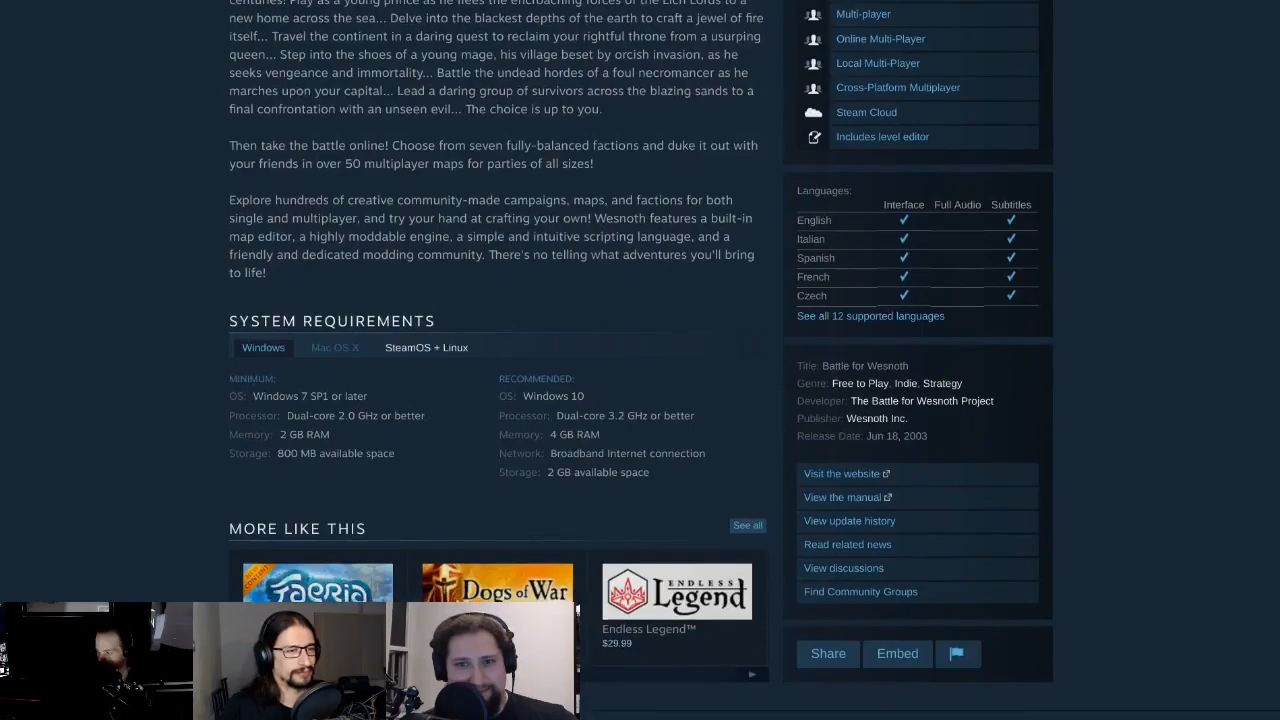 centuries! Play as a young prince as he flees the encroaching forces of the Lich Lords to a
new home across the sea... Delve into the blackest depths of the earth to craft a jewel of fire
itself... Travel the continent in a daring quest to reclaim your rightful throne from a usurping
queen... Step into the shoes of a young mage, his village beset by orcish invasion, as he
seeks vengeance and immortality... Battle the undead hordes of a foul necromancer as he
marches upon your capital... Lead a daring group of survivors across the blazing sands to a
final confrontation with an unseen evil... The choice is up to you.
Then take the battle online! Choose from seven fully-balanced factions and duke it out with
your friends in over 50 multiplayer maps for parties of all sizes!
Explore hundreds of creative community-made campaigns, maps, and factions for both
single and multiplayer, and try your hand at crafting your own! Wesnoth features a built-in
map editor, a highly moddable engine, a simple and intuitive scripting language, and a
friendly and dedicated modding community. There's no telling what adventures you'll bring
to life!
SYSTEM REQUIREMENTS
Windows Mac OS X SteamOS + Linux
MINIMUM:
OS: Windows 7 SP1 or later
Processor: Dual-core 2.0 GHz or better
Memory: 2 GB RAM
Storage: 800 MB available space
RECOMMENDED:
OS: Windows 10
Processor: Dual-core 3.2 GHz or better
Memory: 4 GB RAM
Network: Broadband Internet connection
Storage: 2 GB available space
MORE LIKE THIS
See all
FAERIA
Dogs of War
ENDLESS
Legend
Endless Legend™
$29.99
Multi-player
Online Multi-Player
Local Multi-Player
Cross-Platform Multiplayer
Steam Cloud
Includes level editor
Languages:
Interface Full Audio Subtitles
English ✔ ✔
Italian ✔ ✔
Spanish ✔ ✔
French ✔ ✔
Czech ✔ ✔
See all 12 supported languages
Title: Battle for Wesnoth
Genre: Free to Play, Indie, Strategy
Developer: The Battle for Wesnoth Project
Publisher: Wesnoth Inc.
Release Date: Jun 18, 2003
Visit the website
View the manual
View update history
Read related news
View discussions
Find Community Groups
Share Embed